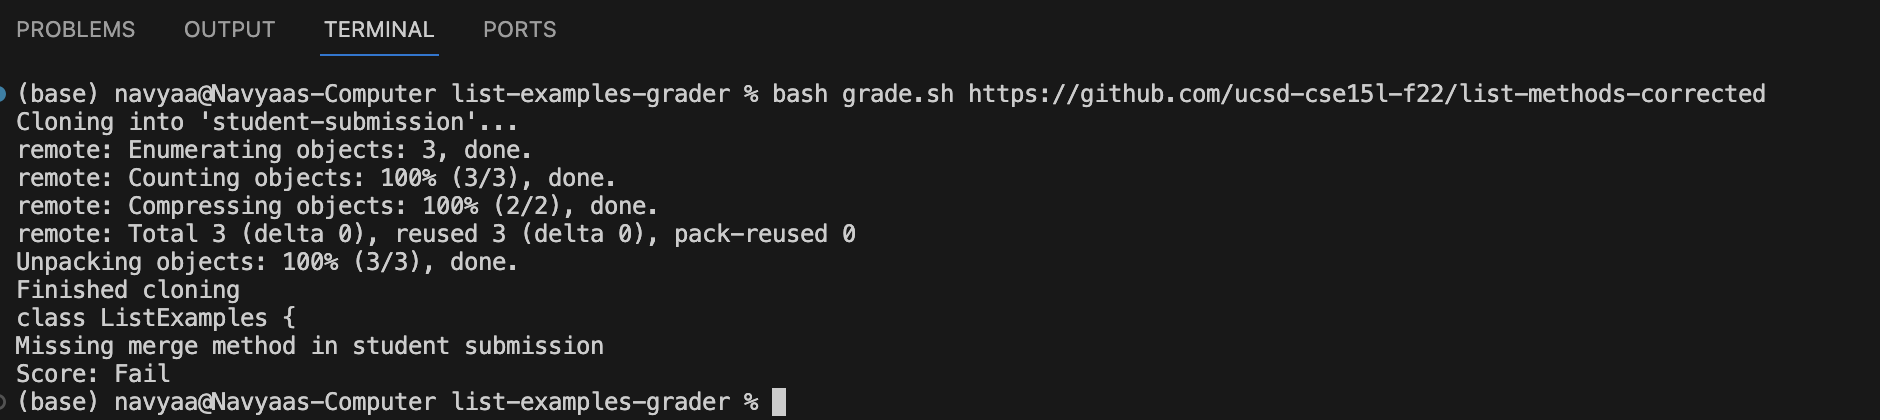 PROBLEMS OUTPUT TERMINAL PORTS
(base) navyaa@Navyaas-Computer list-examples-grader % bash grade.sh https://github.com/ucsd-cse15l-f22/list-methods-corrected
Cloning into 'student-submission'...
remote: Enumerating objects: 3, done.
remote: Counting objects: 100% (3/3), done.
remote: Compressing objects: 100% (2/2), done.
remote: Total 3 (delta 0), reused 3 (delta 0), pack-reused 0
Unpacking objects: 100% (3/3), done.
Finished cloning
class ListExamples {
Missing merge method in student submission
Score: Fail
(base) navyaa@Navyaas-Computer list-examples-grader %